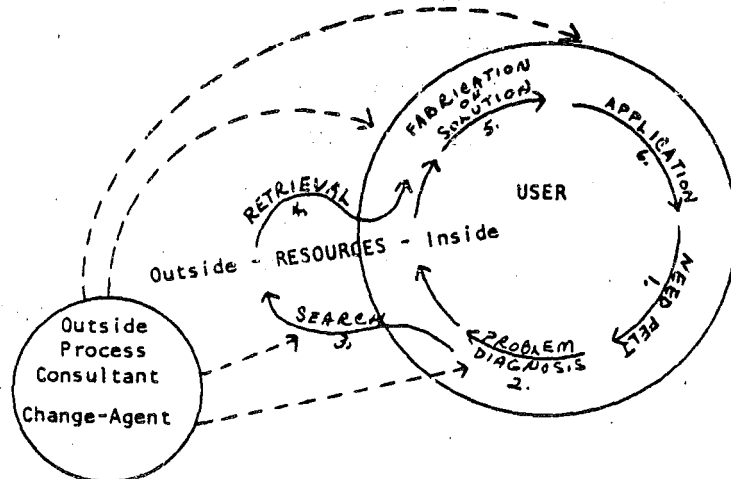 FABRICATION
OF
SOLUTION
5.
APPLICATION
6.
USER
RETRIEVAL
4.
Outside - RESOURCES - Inside
NEED FELT
1.
SEARCH
3.
PROBLEM
DIAGNOSIS
2.
Outside
Process
Consultant
Change-Agent